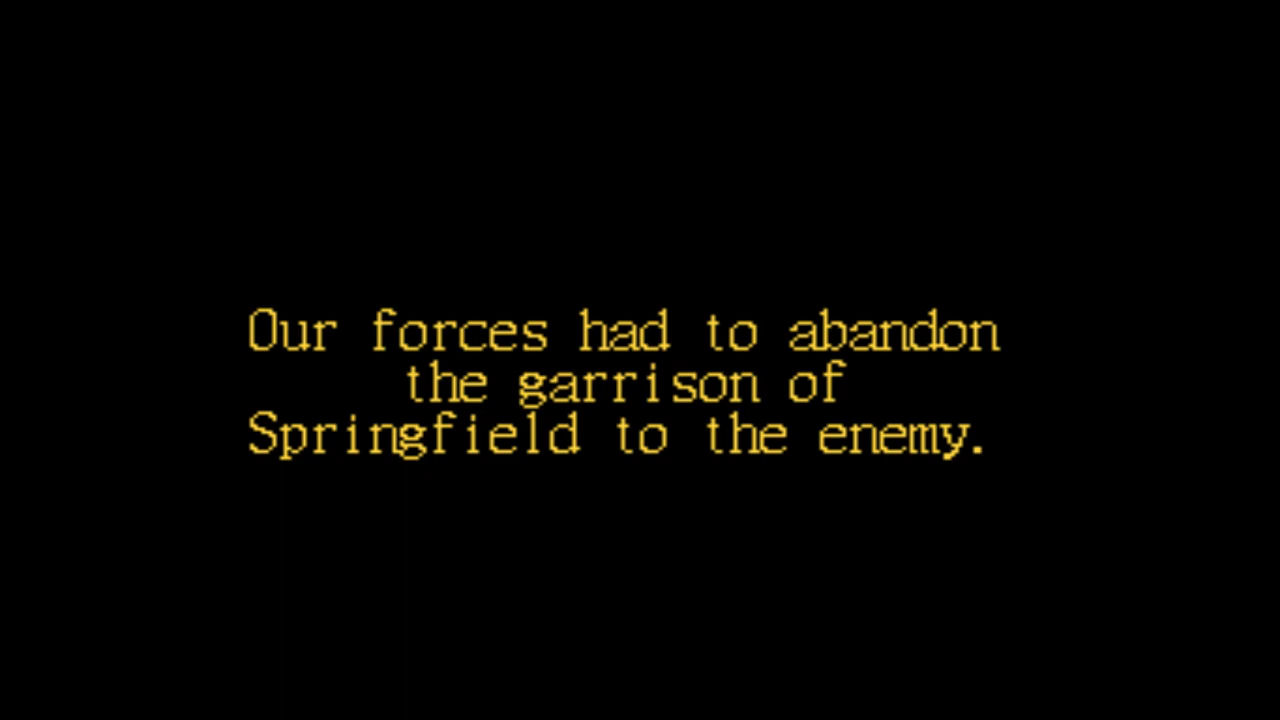 Our forces had to abandon
the garrison of
Springfield to the enemy.